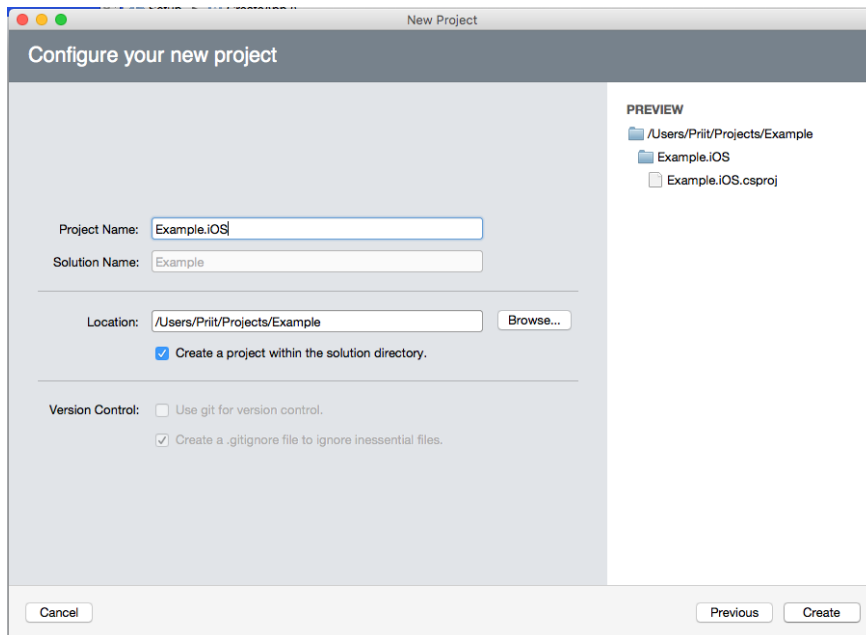 New Project
Configure your new project
PREVIEW
/Users/Priit/Projects/Example
Example.iOS
Example.iOS.csproj
Project Name: Example.iOS
Solution Name: Example
Location: /Users/Priit/Projects/Example Browse...
Create a project within the solution directory.
Version Control: Use git for version control.
Create a .gitignore file to ignore inessential files.
Cancel Previous Create